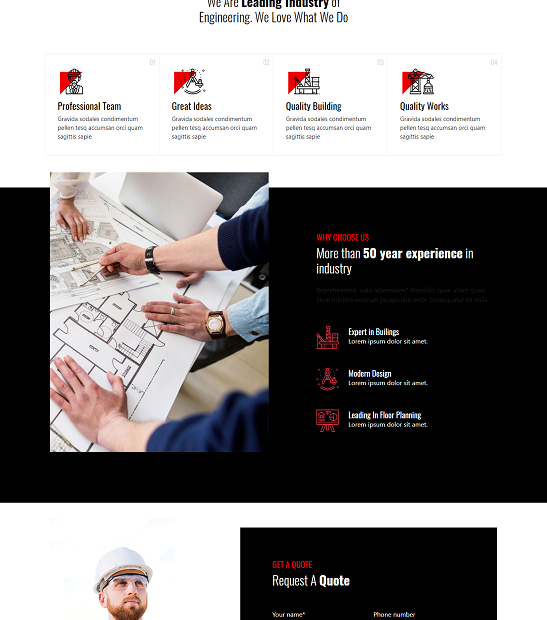 We Are Leading Industry of
Engineering. We Love What We Do
01
Professional Team
Gravida sodales condimentum
pellen tesq accumsan orci quam
sagittis sapie
02
Great Ideas
Gravida sodales condimentum
pellen tesq accumsan orci quam
sagittis sapie
03
Quality Building
Gravida sodales condimentum
pellen tesq accumsan orci quam
sagittis sapie
04
Quality Works
Gravida sodales condimentum
pellen tesq accumsan orci quam
sagittis sapie
WHY CHOOSE US
More than 50 year experience in
industry
Expert in Builings
Lorem ipsum dolor sit amet.
Modern Design
Lorem ipsum dolor sit amet.
Leading In Floor Planning
Lorem ipsum dolor sit amet.
GET A QUOTE
Request A Quote
Your name*
Phone number